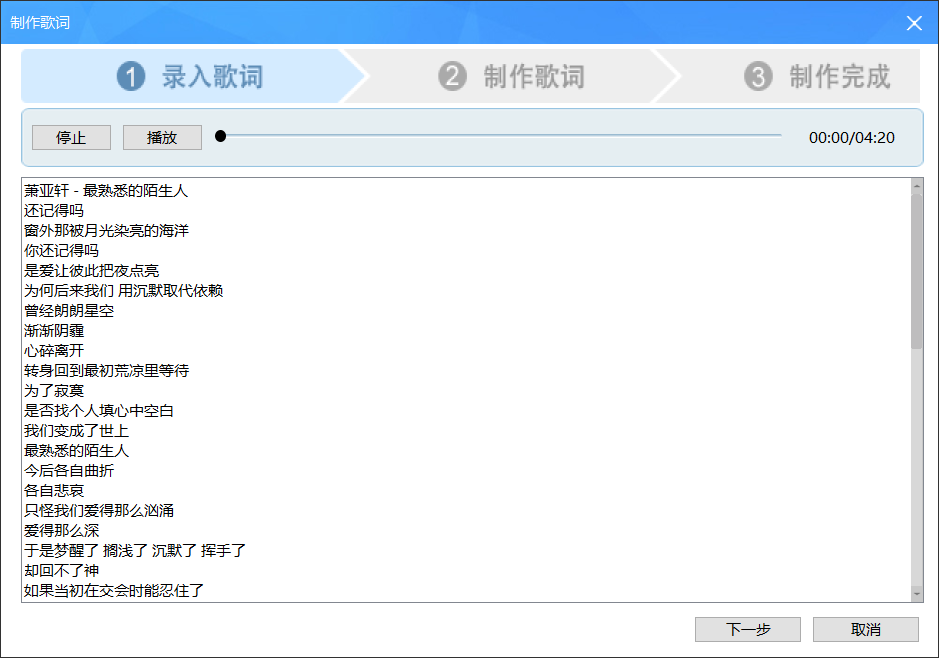 制作歌词
1 录入歌词 2 制作歌词 3 制作完成
停止 播放 00:00/04:20
萧亚轩 - 最熟悉的陌生人
还记得吗
窗外那被月光染亮的海洋
你还记得吗
是爱让彼此把夜点亮
为何后来我们 用沉默取代依赖
曾经朗朗星空
渐渐阴霾
心碎离开
转身回到最初荒凉里等待
为了寂寞
是否找个人填心中空白
我们变成了世上
最熟悉的陌生人
今后各自曲折
各自悲哀
只怪我们爱得那么汹涌
爱得那么深
于是梦醒了 搁浅了 沉默了 挥手了
却回不了神
如果当初在交会时能忍住了
下一步 取消